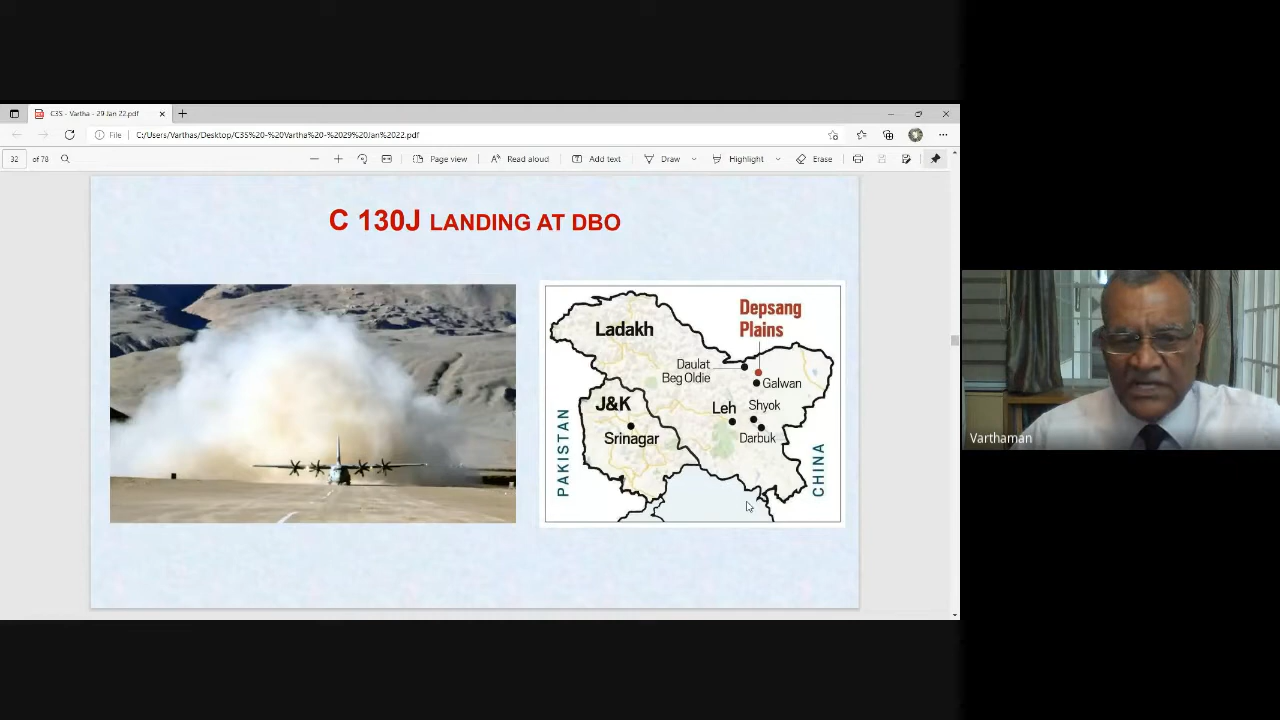 C3S - Vartha - 29 Jan 22.pdf
File
C:/Users/Varthas/Desktop/C3S%20-%20Vartha%20-%2029%20Jan%2022.pdf
32 of 78
Page view
Read aloud
Add text
Draw
Highlight
Erase
C 130J LANDING AT DBO
Depsang
Plains
Ladakh
Daulat
Beg Oldie
Galwan
J&K
Leh
Shyok
Srinagar
Darbuk
PAKISTAN
CHINA
Varthaman